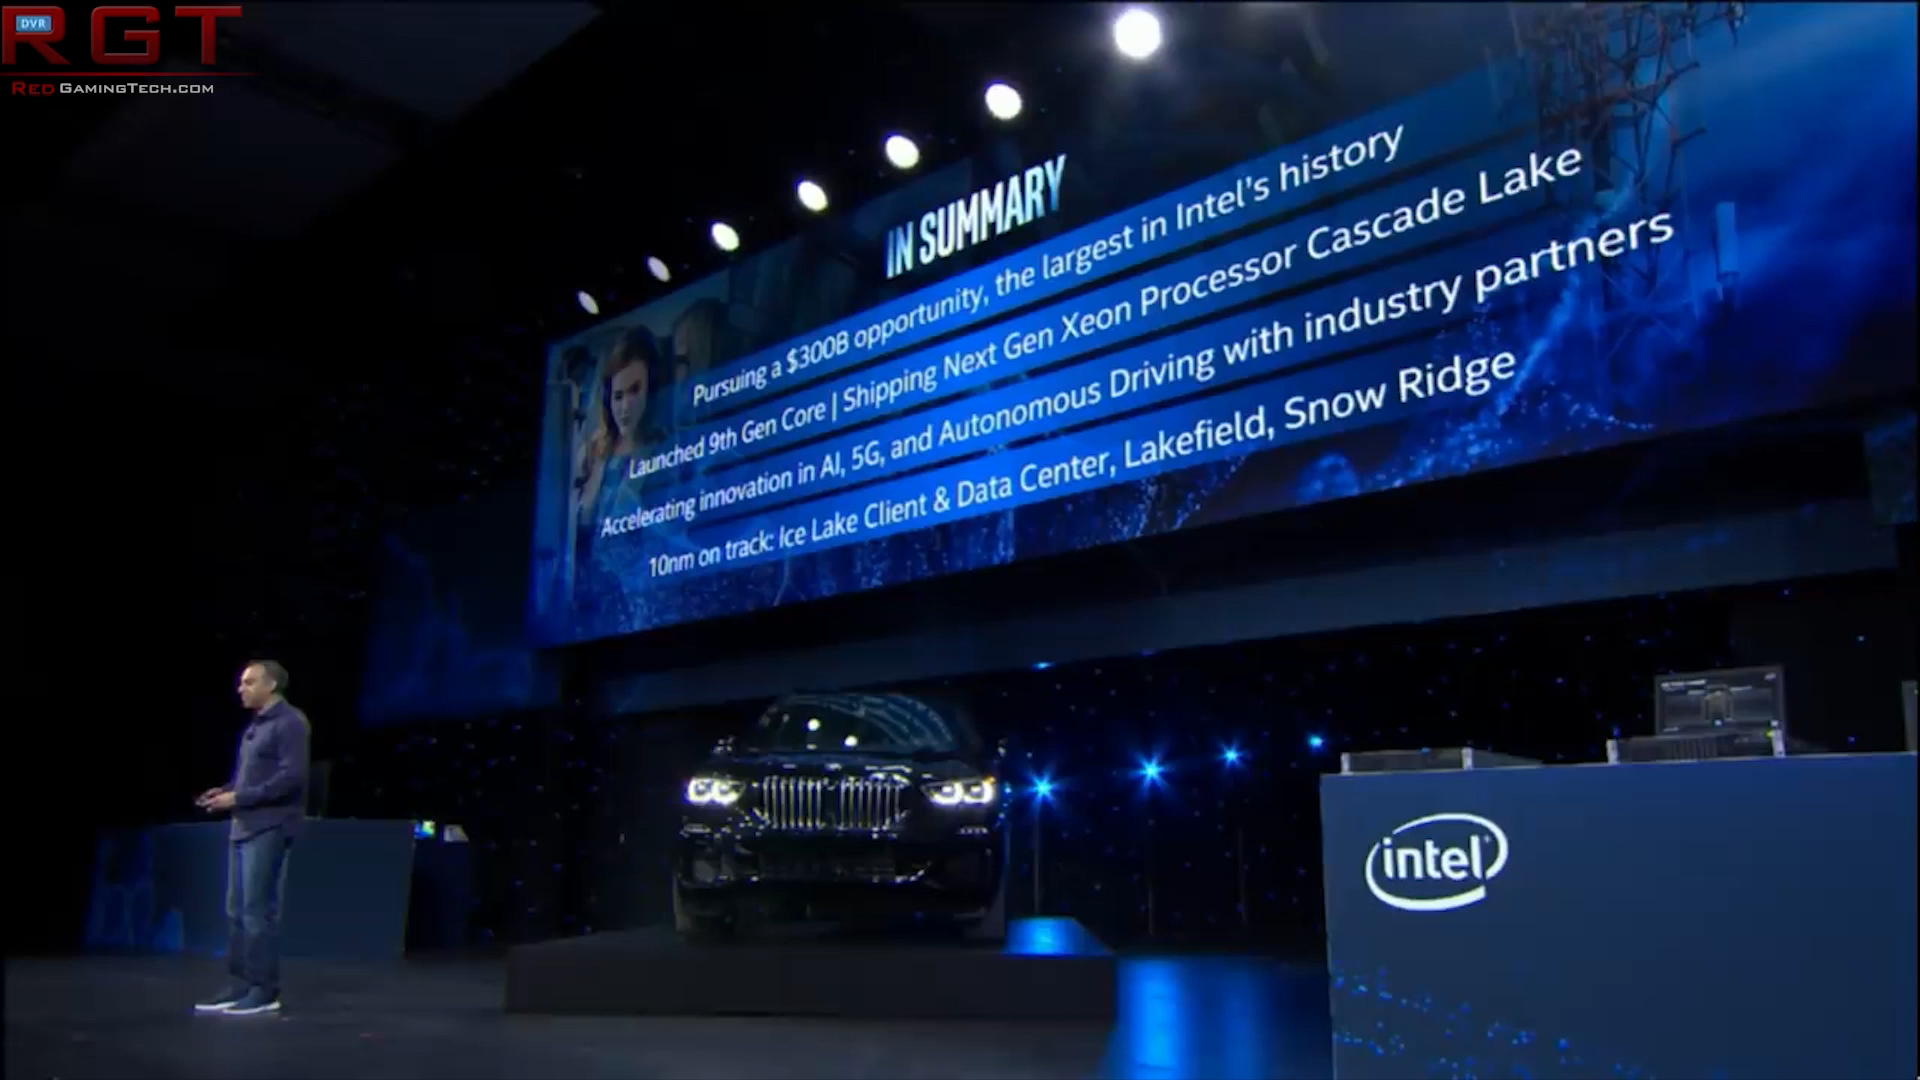 DVR
RGT
RedGamingTech.com
IN SUMMARY
Pursuing a $300B opportunity, the largest in Intel's history
Launched 9th Gen Core | Shipping Next Gen Xeon Processor Cascade Lake
Accelerating innovation in AI, 5G, and Autonomous Driving with industry partners
10nm on track: Ice Lake Client & Data Center, Lakefield, Snow Ridge
intel